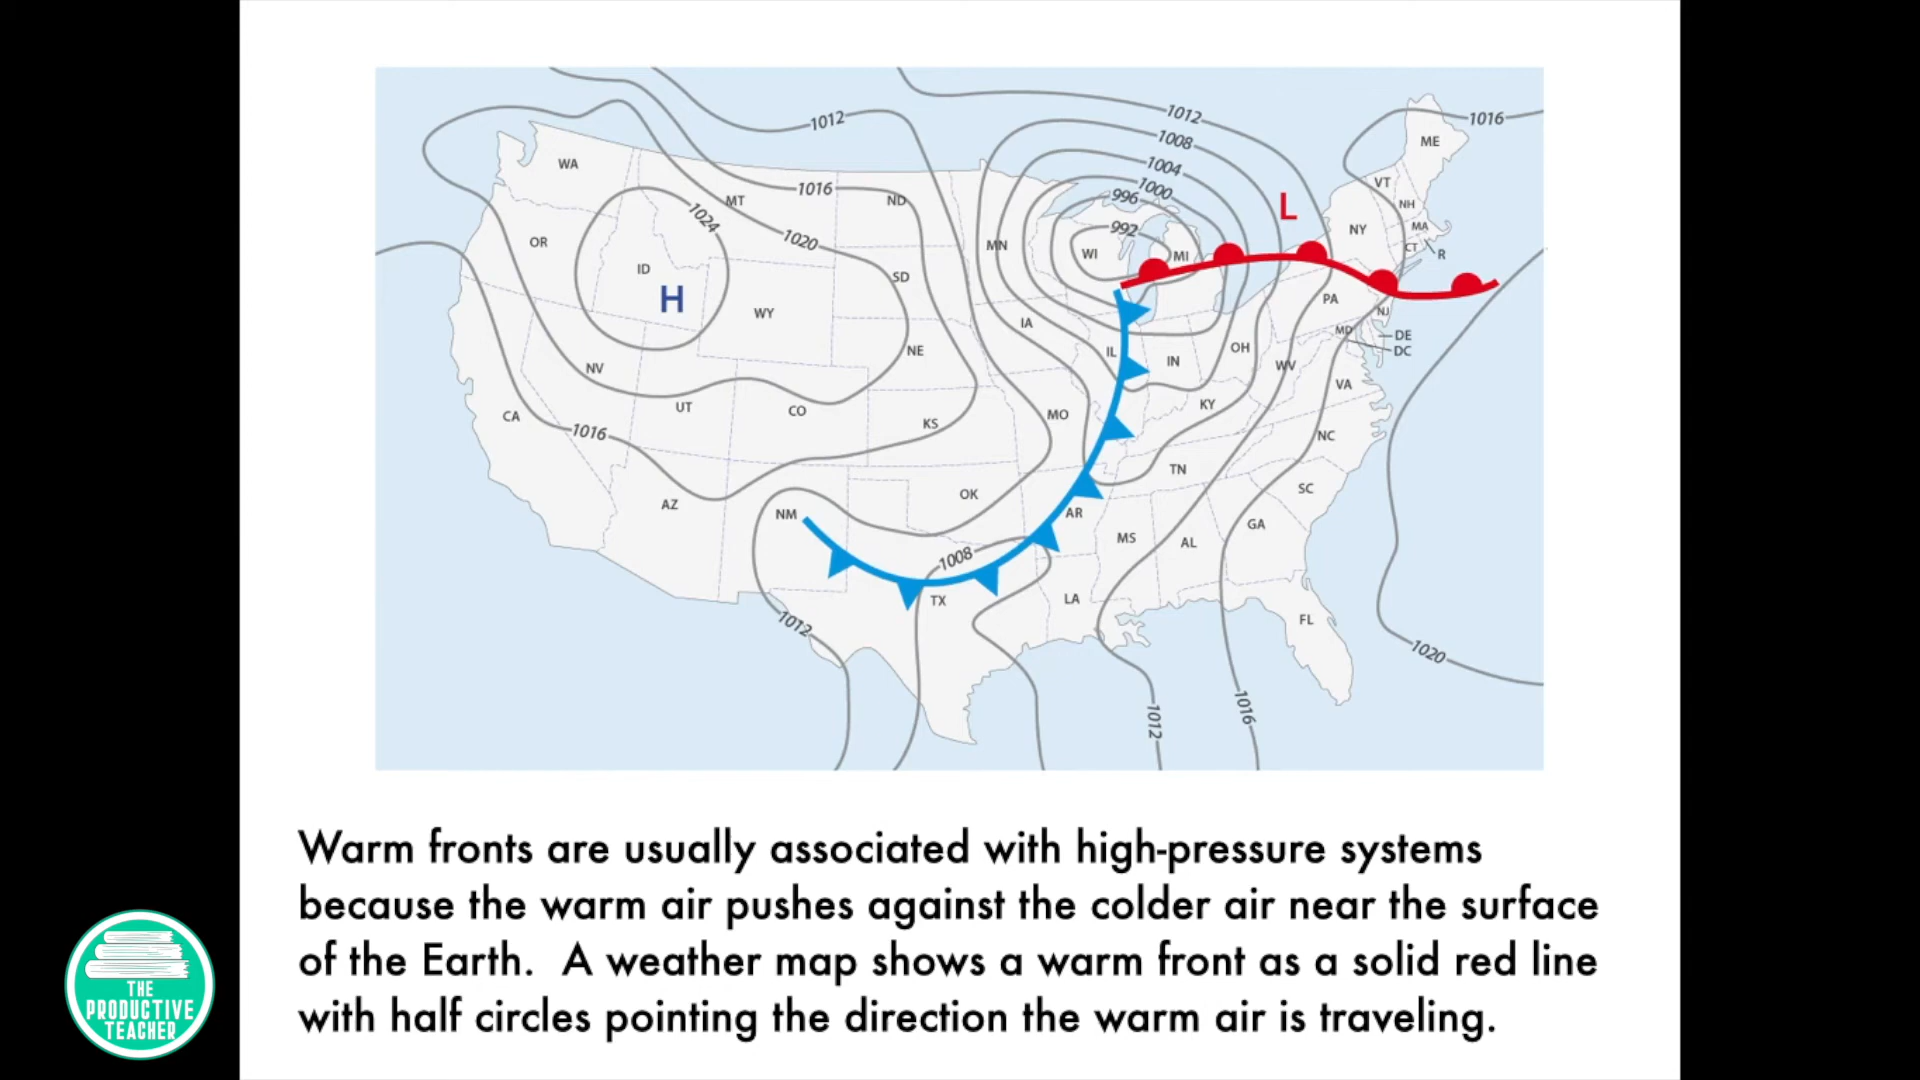 1012
1016
1012
1008
1004
1000
996
992
1016
1020
1024
WA
MT
ND
OR
ID
H
WY
SD
NE
NV
UT
CO
CA
1016
KS
AZ
NM
OK
MN
WI
MI
L
IA
IL
IN
OH
MO
KY
WV
VA
NC
TN
SC
AR
MS
AL
GA
1008
TX
LA
FL
1012
1012
1016
1020
ME
VT
NH
NY
MA
CT
R
PA
NJ
MD
DE
DC
Warm fronts are usually associated with high-pressure systems
because the warm air pushes against the colder air near the surface
of the Earth. A weather map shows a warm front as a solid red line
with half circles pointing the direction the warm air is traveling.
THE
PRODUCTIVE
TEACHER